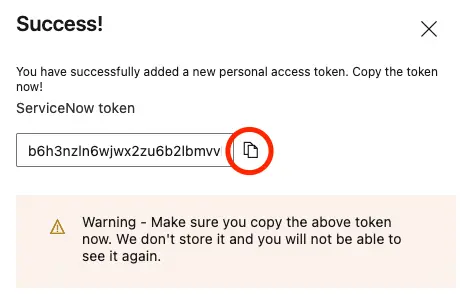 Success!
You have successfully added a new personal access token. Copy the token
now!
ServiceNow token
b6h3nzln6wjwx2zu6b2lbmvv
Warning - Make sure you copy the above token
now. We don't store it and you will not be able to
see it again.